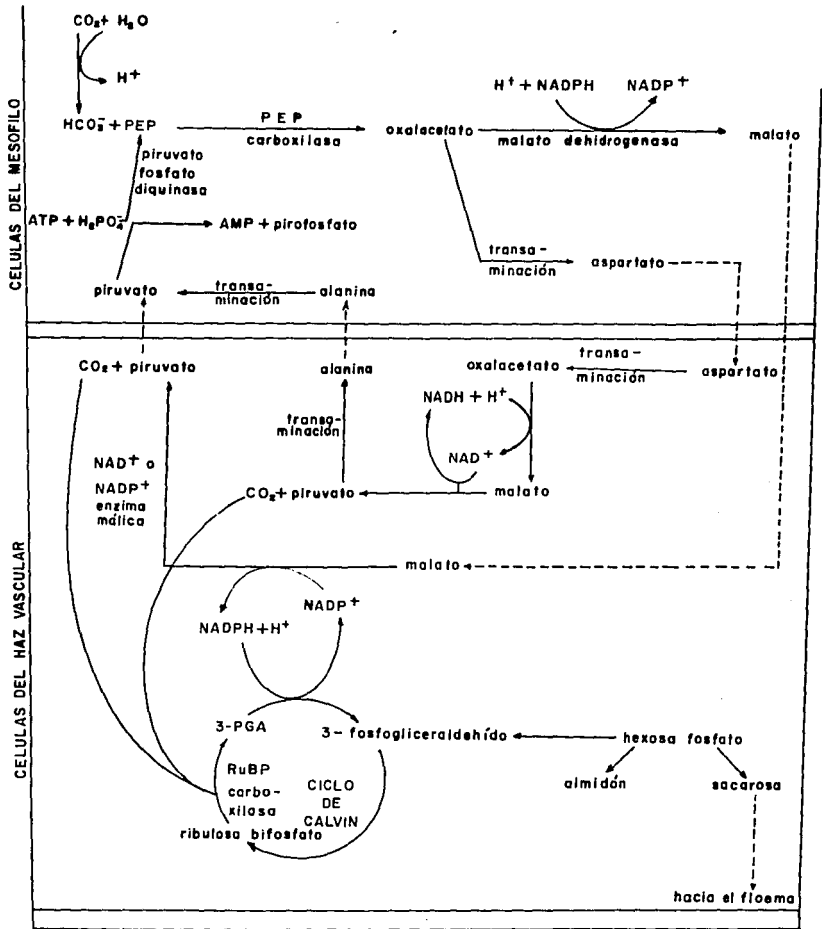 CELULAS DEL MESOFILO
CO₂ + H₂O
H⁺
HCO₃⁻ + PEP
PEP
carboxilasa
oxalacetato
H⁺ + NADPH
NADP⁺
malato dehidrogenasa
malato
piruvato
fosfato
diquinasa
ATP + H₂PO₄⁻
AMP + pirofosfato
transa-
minación
aspartato
piruvato
transa-
minación
alanina
CELULAS DEL HAZ VASCULAR
CO₂ + piruvato
alanina
oxalacetato
transa-
minación
aspartato
NADH + H⁺
transa-
minación
NAD⁺
NAD⁺ o
NADP⁺
enzima
málica
CO₂ + piruvato
malato
malato
NADP⁺
NADPH + H⁺
3-PGA
3-fosfogliceraldehído
hexosa fosfato
RuBP
carbo-
xilasa
CICLO
DE
CALVIN
almidón
sacarosa
ribulosa bifosfato
hacia el floema